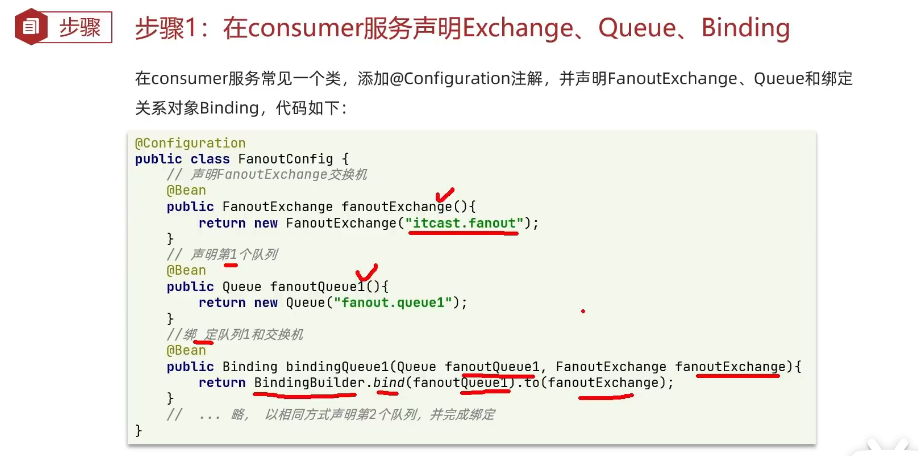 步骤
步骤1：在consumer服务声明Exchange、Queue、Binding
在consumer服务常见一个类，添加@Configuration注解，并声明FanoutExchange、Queue和绑定
关系对象Binding，代码如下：
@Configuration
public class FanoutConfig {
    // 声明FanoutExchange交换机
    @Bean
    public FanoutExchange fanoutExchange(){
        return new FanoutExchange("itcast.fanout");
    }
    // 声明第1个队列
    @Bean
    public Queue fanoutQueue1(){
        return new Queue("fanout.queue1");
    }
    //绑 定队列1和交换机
    @Bean
    public Binding bindingQueue1(Queue fanoutQueue1, FanoutExchange fanoutExchange){
        return BindingBuilder.bind(fanoutQueue1).to(fanoutExchange);
    }
    //  ... 略， 以相同方式声明第2个队列，并完成绑定
}